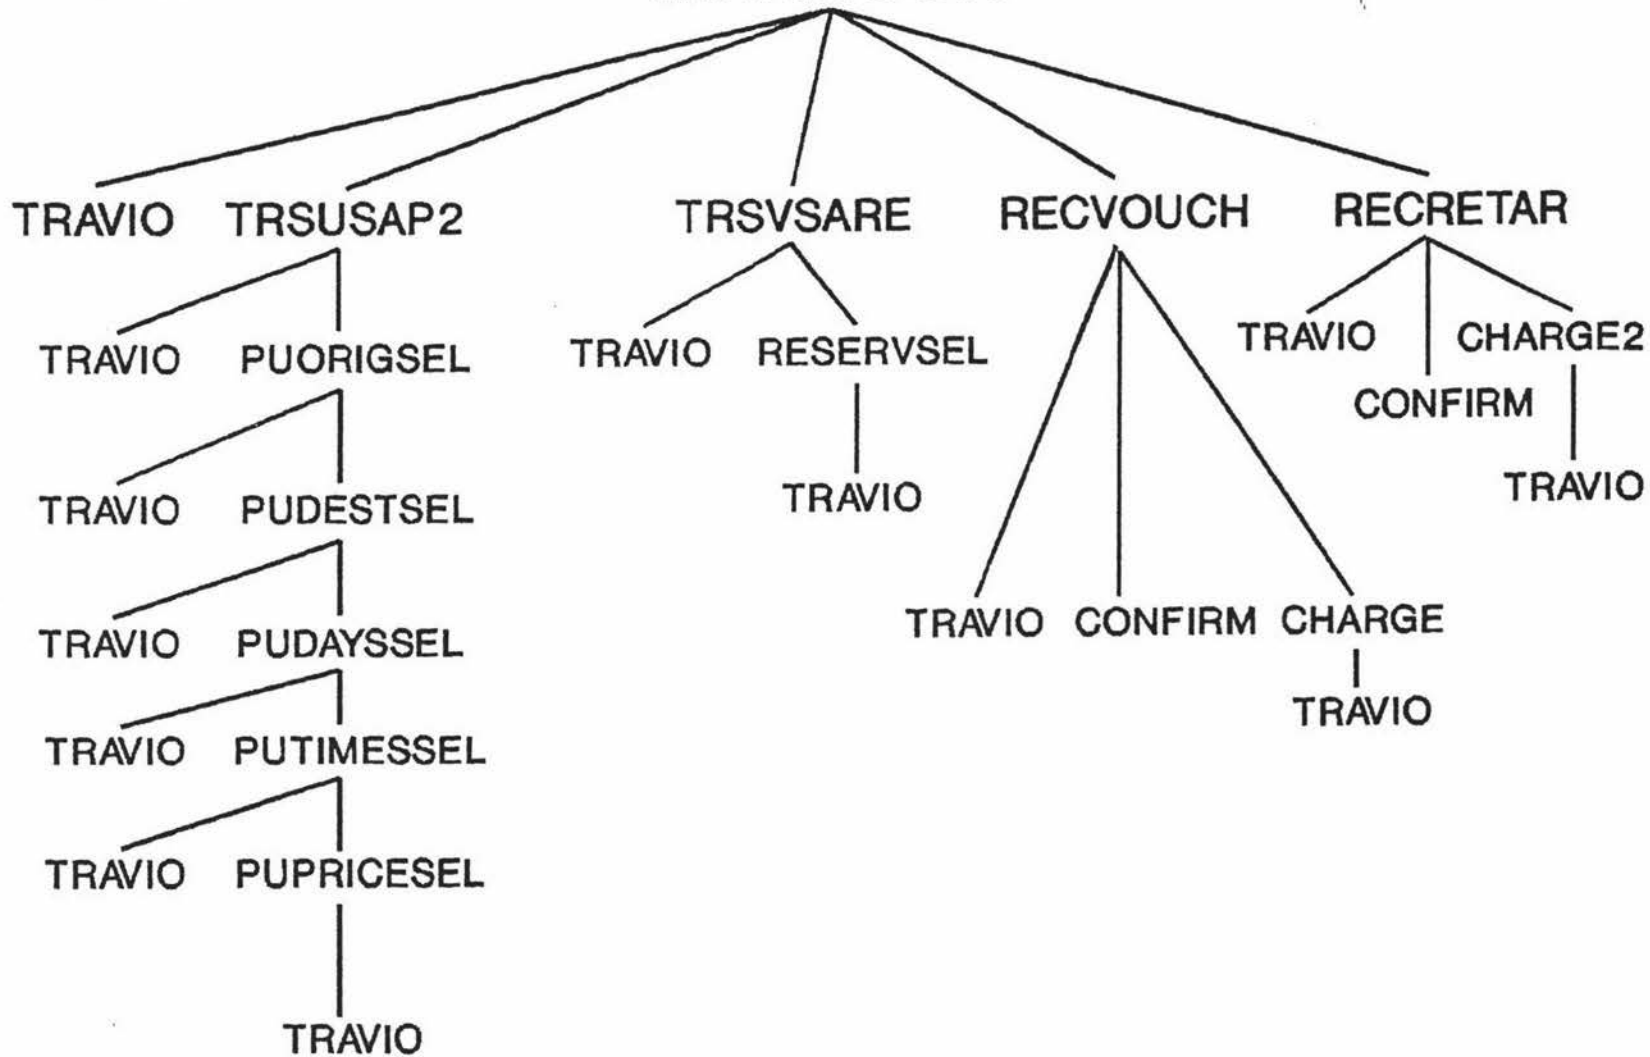 TRAVIO TRSUSAP2 TRSVSARE RECVOUCH RECRETAR
TRAVIO PUORIGSEL TRAVIO RESERVSEL TRAVIO CHARGE2
CONFIRM
TRAVIO PUDESTSEL TRAVIO TRAVIO
TRAVIO PUDAYSSEL TRAVIO CONFIRM CHARGE
TRAVIO
TRAVIO PUTIMESSEL
TRAVIO PUPRICESEL
TRAVIO